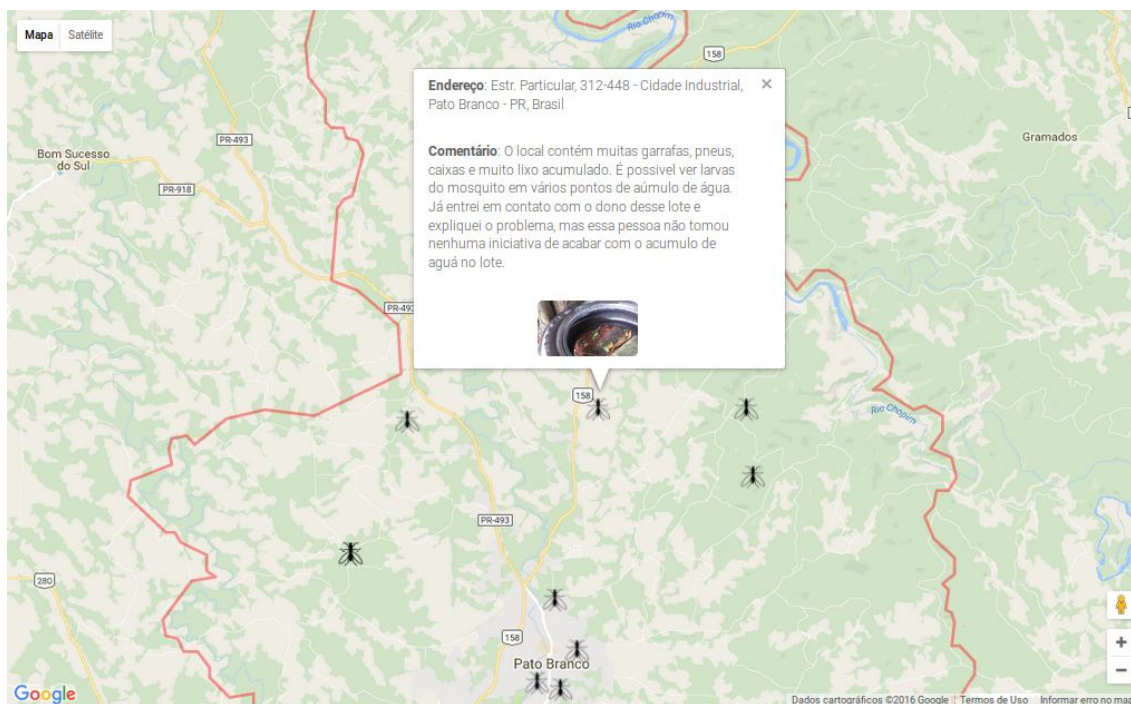 Mapa Satélite
Rio Chopim
158
Endereço: Estr. Particular, 312-448 - Cidade Industrial, ×
Pato Branco - PR, Brasil
Comentário: O local contém muitas garrafas, pneus,
caixas e muito lixo acumulado. É possivel ver larvas
do mosquito em vários pontos de aúmulo de água.
Já entrei em contato com o dono desse lote e
expliquei o problema, mas essa pessoa não tomou
nenhuma iniciativa de acabar com o acumulo de
aguá no lote.
PR-493
Gramados
Bom Sucesso
do Sul
PR-918
PR-493
158
Rio Chopim
PR-493
280
158
Pato Branco
+
−
Google
Dados cartográficos ©2016 Google Termos de Uso Informar erro no map